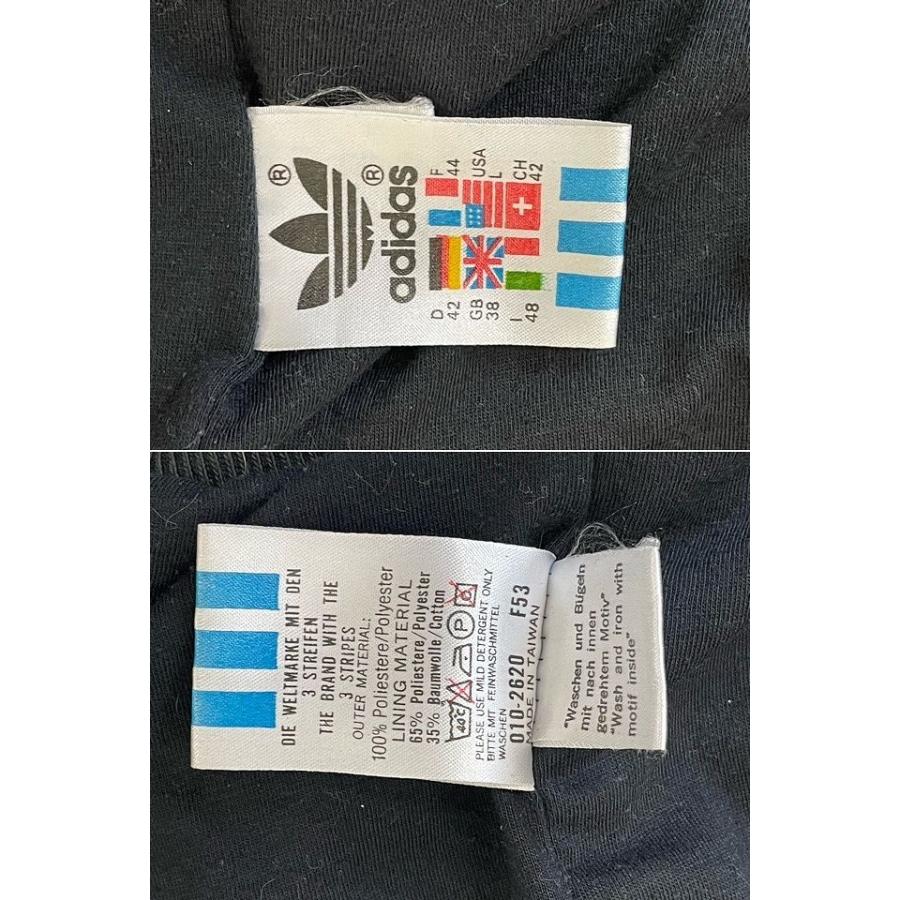 ®
®
adidas
F
44
USA
L
CH
42
D
42
GB
38
I
48
DIE WELTMARKE MIT DEN
3 STREIFEN
THE BRAND WITH THE
3 STRIPES
OUTER MATERIAL:
100% Poliestere/Polyester
LINING MATERIAL
65% Poliestere/Polyester
35% Baumwolle/Cotton
40°C P
PLEASE USE MILD DETERGENT ONLY
BITTE MIT FEINWASCHMITTEL
WASCHEN
010-2620 F53
MADE IN TAIWAN
"Waschen und Bügeln
mit nach innen
gedrehtem Motiv"
"Wash and iron with
motif inside"